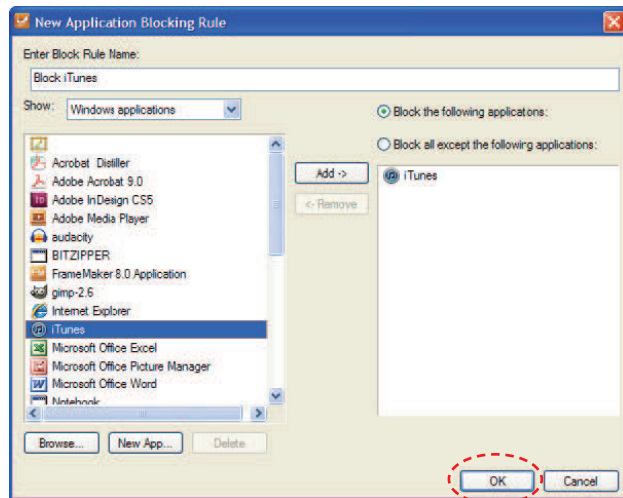 New Application Blocking Rule
Enter Block Rule Name:
Block iTunes
Show: Windows applications
Block the following applicatons:
Block all except the following applications:
Acrobat Distiller
Adobe Acrobat 9.0
Adobe InDesign CS5
Adobe Media Player
audacity
BITZIPPER
FrameMaker 8.0 Application
gimp-2.6
Internet Explorer
iTunes
Microsoft Office Excel
Microsoft Office Picture Manager
Microsoft Office Word
Notebook
Add ->
<- Remove
iTunes
Browse... New App... Delete
OK Cancel